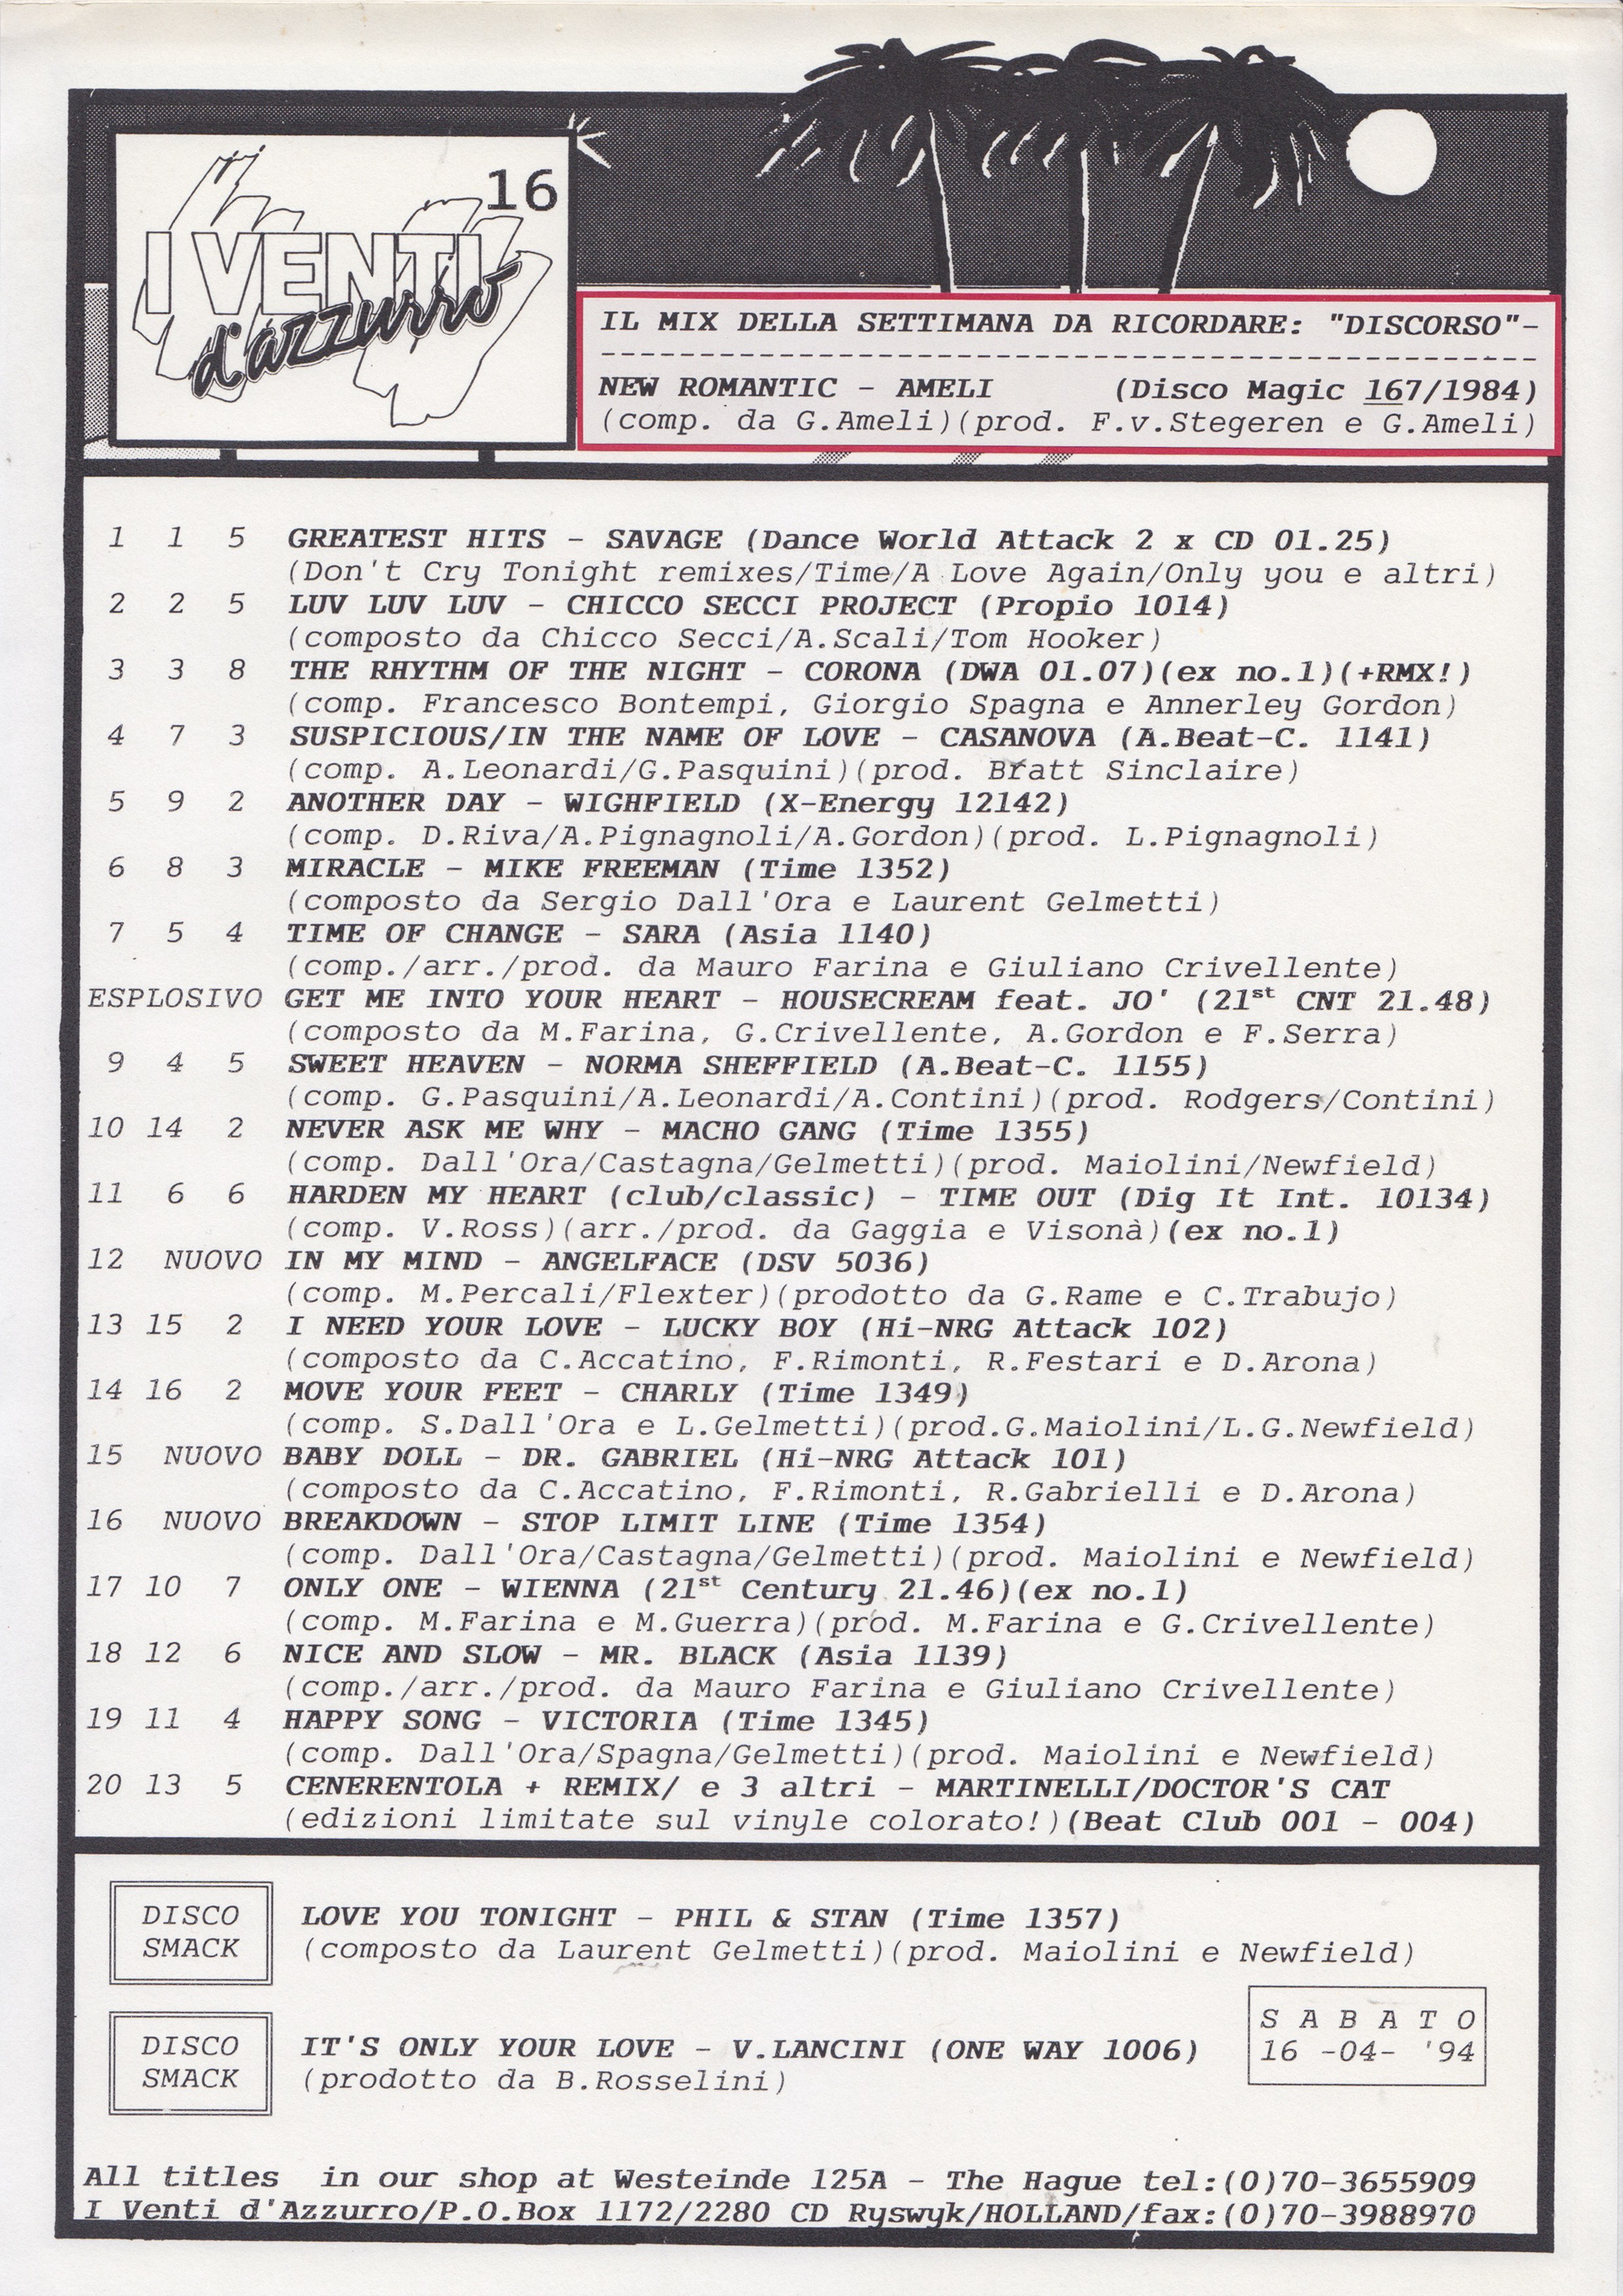 16
I VENTI
d'azzurro
IL MIX DELLA SETTIMANA DA RICORDARE: "DISCORSO"-
------------------------------------------------
NEW ROMANTIC - AMELI (Disco Magic 167/1984)
(comp. da G.Ameli)(prod. F.v.Stegeren e G.Ameli)
1 1 5 GREATEST HITS - SAVAGE (Dance World Attack 2 x CD 01.25)
(Don't Cry Tonight remixes/Time/A Love Again/Only you e altri)
2 2 5 LUV LUV LUV - CHICCO SECCI PROJECT (Propio 1014)
(composto da Chicco Secci/A.Scali/Tom Hooker)
3 3 8 THE RHYTHM OF THE NIGHT - CORONA (DWA 01.07)(ex no.1)(+RMX!)
(comp. Francesco Bontempi, Giorgio Spagna e Annerley Gordon)
4 7 3 SUSPICIOUS/IN THE NAME OF LOVE - CASANOVA (A.Beat-C. 1141)
(comp. A.Leonardi/G.Pasquini)(prod. Bratt Sinclaire)
5 9 2 ANOTHER DAY - WIGHFIELD (X-Energy 12142)
(comp. D.Riva/A.Pignagnoli/A.Gordon)(prod. L.Pignagnoli)
6 8 3 MIRACLE - MIKE FREEMAN (Time 1352)
(composto da Sergio Dall'Ora e Laurent Gelmetti)
7 5 4 TIME OF CHANGE - SARA (Asia 1140)
(comp./arr./prod. da Mauro Farina e Giuliano Crivellente)
ESPLOSIVO GET ME INTO YOUR HEART - HOUSECREAM feat. JO' (21st CNT 21.48)
(composto da M.Farina, G.Crivellente, A.Gordon e F.Serra)
9 4 5 SWEET HEAVEN - NORMA SHEFFIELD (A.Beat-C. 1155)
(comp. G.Pasquini/A.Leonardi/A.Contini)(prod. Rodgers/Contini)
10 14 2 NEVER ASK ME WHY - MACHO GANG (Time 1355)
(comp. Dall'Ora/Castagna/Gelmetti)(prod. Maiolini/Newfield)
11 6 6 HARDEN MY HEART (club/classic) - TIME OUT (Dig It Int. 10134)
(comp. V.Ross)(arr./prod. da Gaggia e Visonà)(ex no.1)
12 NUOVO IN MY MIND - ANGELFACE (DSV 5036)
(comp. M.Percali/Flexter)(prodotto da G.Rame e C.Trabujo)
13 15 2 I NEED YOUR LOVE - LUCKY BOY (Hi-NRG Attack 102)
(composto da C.Accatino, F.Rimonti, R.Festari e D.Arona)
14 16 2 MOVE YOUR FEET - CHARLY (Time 1349)
(comp. S.Dall'Ora e L.Gelmetti)(prod.G.Maiolini/L.G.Newfield)
15 NUOVO BABY DOLL - DR. GABRIEL (Hi-NRG Attack 101)
(composto da C.Accatino, F.Rimonti, R.Gabrielli e D.Arona)
16 NUOVO BREAKDOWN - STOP LIMIT LINE (Time 1354)
(comp. Dall'Ora/Castagna/Gelmetti)(prod. Maiolini e Newfield)
17 10 7 ONLY ONE - WIENNA (21st Century 21.46)(ex no.1)
(comp. M.Farina e M.Guerra)(prod. M.Farina e G.Crivellente)
18 12 6 NICE AND SLOW - MR. BLACK (Asia 1139)
(comp./arr./prod. da Mauro Farina e Giuliano Crivellente)
19 11 4 HAPPY SONG - VICTORIA (Time 1345)
(comp. Dall'Ora/Spagna/Gelmetti)(prod. Maiolini e Newfield)
20 13 5 CENERENTOLA + REMIX/ e 3 altri - MARTINELLI/DOCTOR'S CAT
(edizioni limitate sul vinyle colorato!)(Beat Club 001 - 004)
DISCO
SMACK
LOVE YOU TONIGHT - PHIL & STAN (Time 1357)
(composto da Laurent Gelmetti)(prod. Maiolini e Newfield)
DISCO
SMACK
IT'S ONLY YOUR LOVE - V.LANCINI (ONE WAY 1006)
(prodotto da B.Rosselini)
S A B A T O
16 -04- '94
All titles in our shop at Westeinde 125A - The Hague tel:(0)70-3655909
I Venti d'Azzurro/P.O.Box 1172/2280 CD Ryswyk/HOLLAND/fax:(0)70-3988970